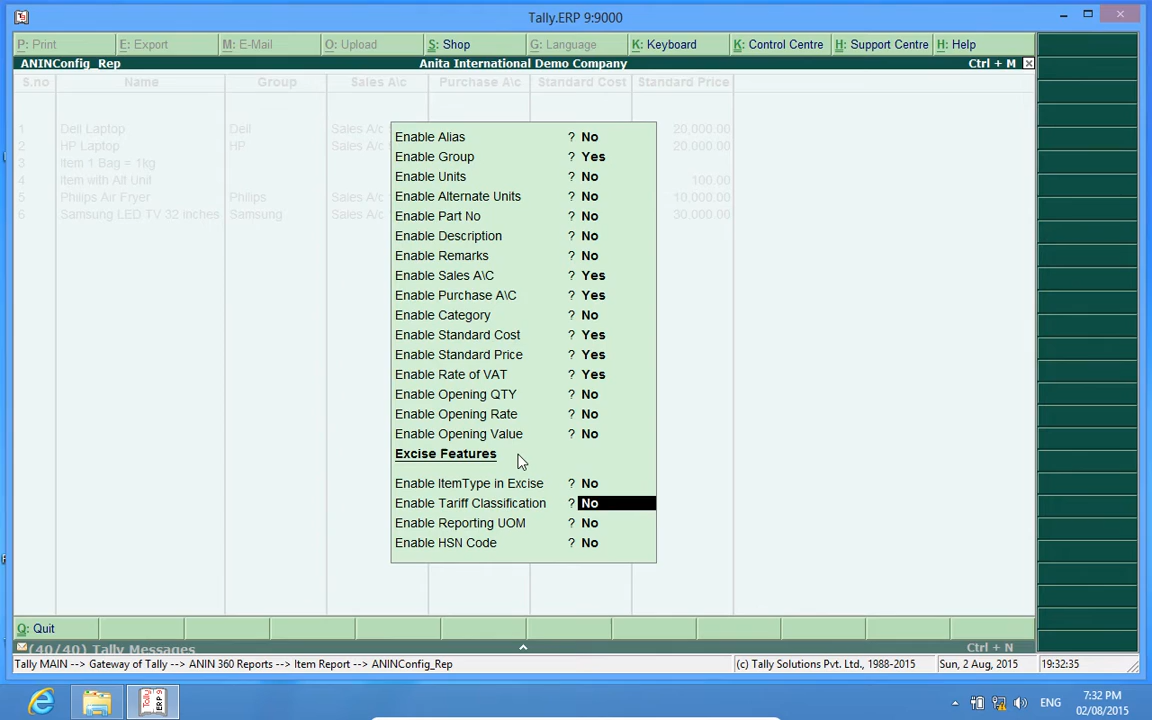 Tally.ERP 9:9000
P: Print E: Export M: E-Mail O: Upload S: Shop G: Language K: Keyboard K: Control Centre H: Support Centre H: Help
ANINConfig_Rep Anita International Demo Company Ctrl + M
S.no Name Group Sales A\c Purchase A\c Standard Cost Standard Price
1 Dell Laptop Dell Sales A/c 20,000.00
2 HP Laptop HP Sales A/c 20,000.00
3 Item 1 Bag = 1kg
4 Item with Alt Unit 100.00
5 Philips Air Fryer Philips Sales A/c 10,000.00
6 Samsung LED TV 32 inches Samsung Sales A/c 30,000.00
Enable Alias ? No
Enable Group ? Yes
Enable Units ? No
Enable Alternate Units ? No
Enable Part No ? No
Enable Description ? No
Enable Remarks ? No
Enable Sales A\C ? Yes
Enable Purchase A\C ? Yes
Enable Category ? No
Enable Standard Cost ? Yes
Enable Standard Price ? Yes
Enable Rate of VAT ? Yes
Enable Opening QTY ? No
Enable Opening Rate ? No
Enable Opening Value ? No
Excise Features
Enable ItemType in Excise ? No
Enable Tariff Classification ? No
Enable Reporting UOM ? No
Enable HSN Code ? No
Q: Quit
(40/40) Tally Messages Ctrl + N
Tally MAIN --> Gateway of Tally --> ANIN 360 Reports --> Item Report --> ANINConfig_Rep (c) Tally Solutions Pvt. Ltd., 1988-2015 Sun, 2 Aug, 2015 19:32:35
ENG 7:32 PM
02/08/2015